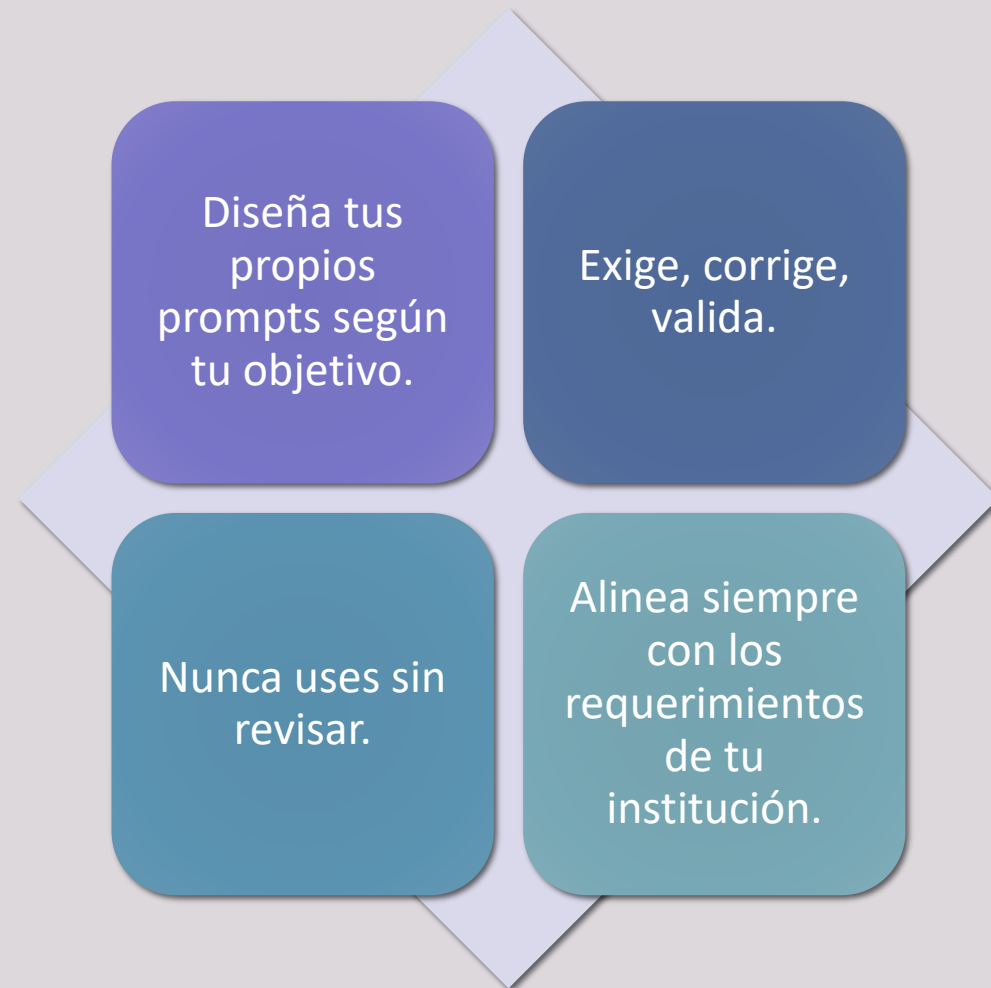 Diseña tus
propios
prompts según
tu objetivo.
Exige, corrige,
valida.
Nunca uses sin
revisar.
Alinea siempre
con los
requerimientos
de tu
institución.